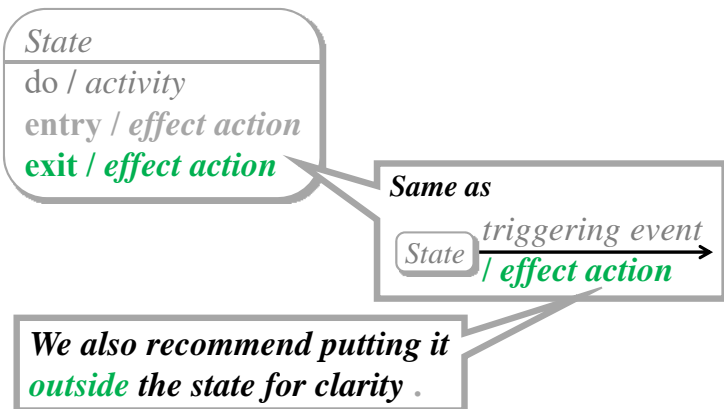 State
do / activity
entry / effect action
exit / effect action
Same as
triggering event
State
/ effect action
We also recommend putting it
outside the state for clarity .